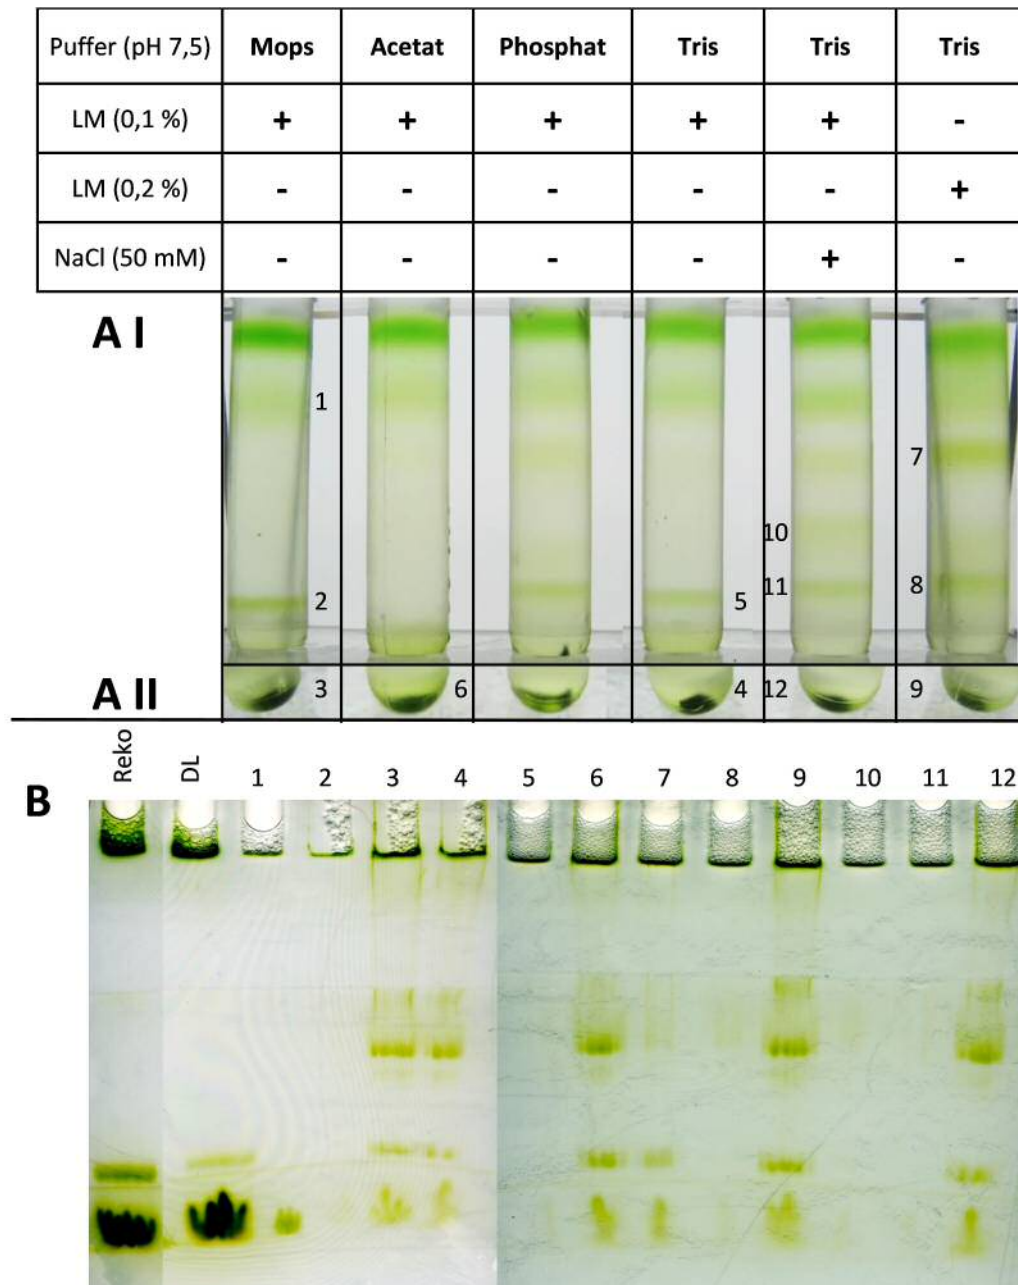 Puffer (pH 7,5) Mops Acetat Phosphat Tris Tris Tris
LM (0,1 %) + + + + + -
LM (0,2 %) - - - - - +
NaCl (50 mM) - - - - + -
A I
1
7
10
2 5 11 8
A II 3 6 4 12 9
B Reko DL 1 2 3 4 5 6 7 8 9 10 11 12